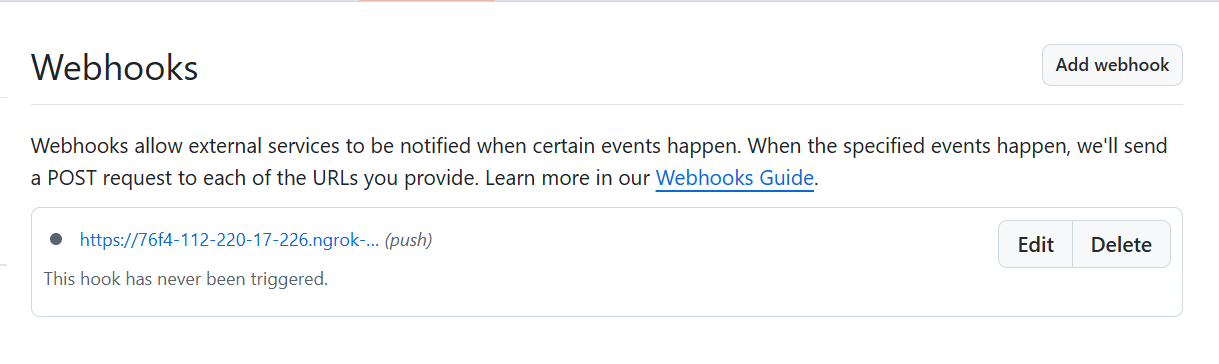 Webhooks
Add webhook
Webhooks allow external services to be notified when certain events happen. When the specified events happen, we'll send
a POST request to each of the URLs you provide. Learn more in our Webhooks Guide.
https://76f4-112-220-17-226.ngrok-... (push)
Edit
Delete
This hook has never been triggered.